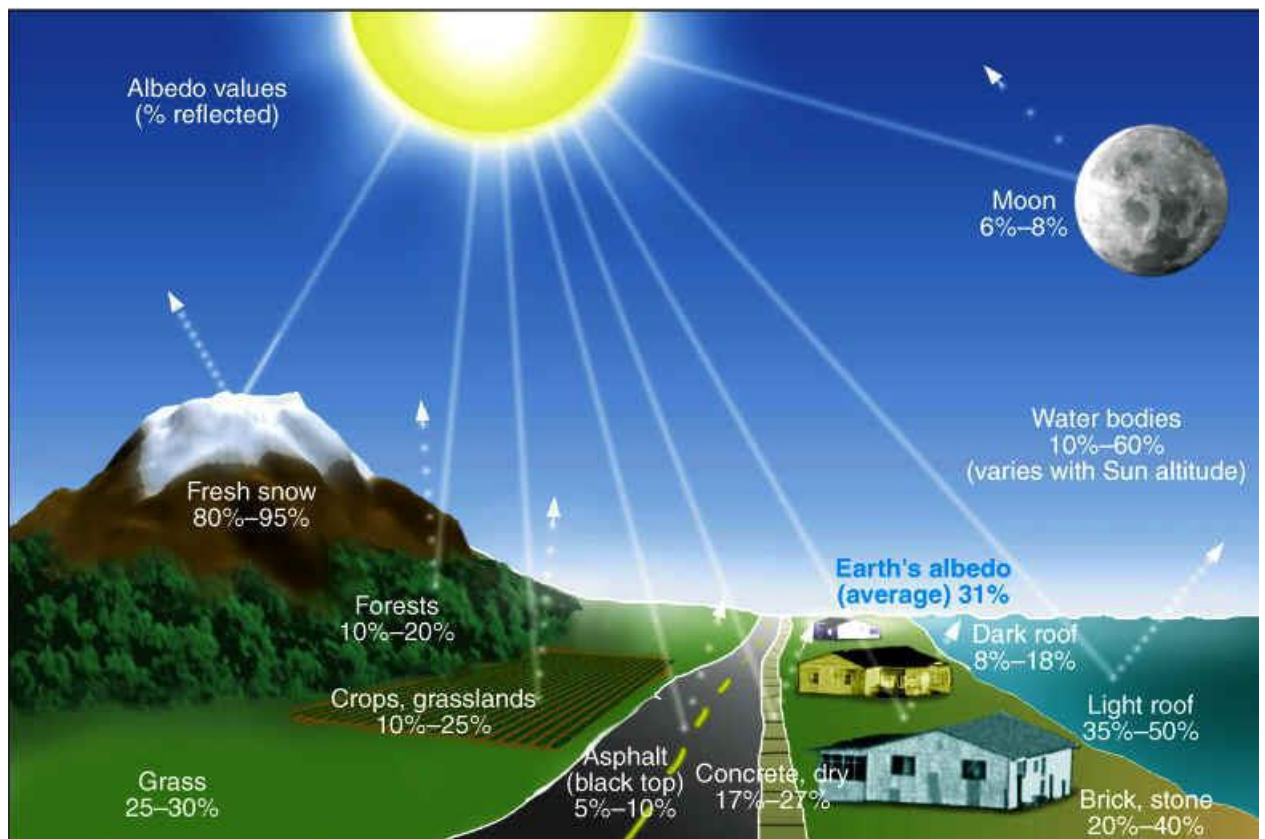 Albedo values
(% reflected)
Moon
6%–8%
Water bodies
10%–60%
(varies with Sun altitude)
Fresh snow
80%–95%
Earth's albedo
(average) 31%
Forests
10%–20%
Dark roof
8%–18%
Crops, grasslands
10%–25%
Light roof
35%–50%
Asphalt
(black top)
5%–10%
Concrete, dry
17%–27%
Grass
25–30%
Brick, stone
20%–40%